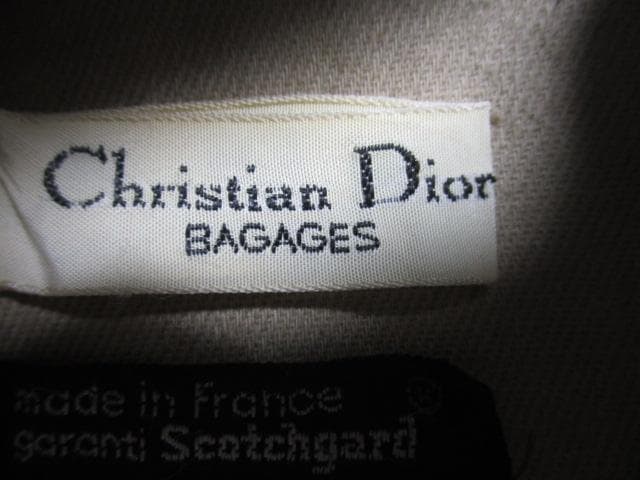 Christian Dior
BAGAGES
made in France ®
garanti Scotchgard